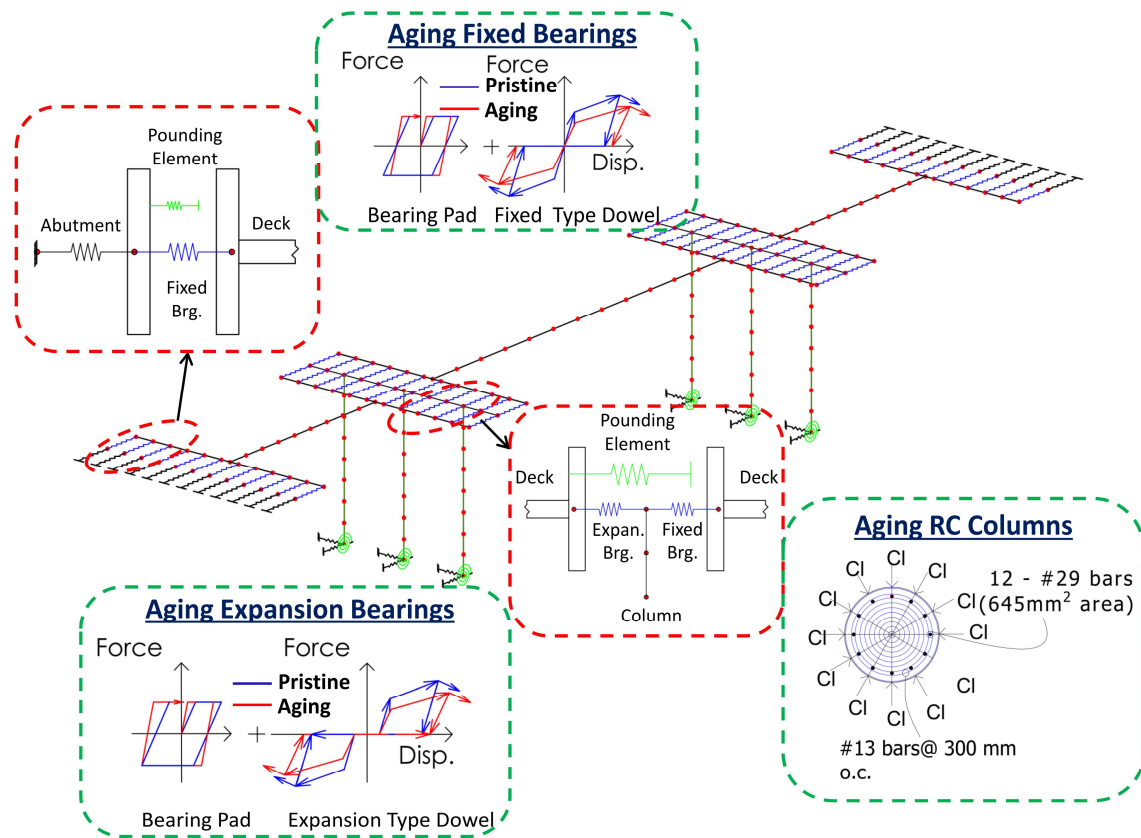 Aging Fixed Bearings
Force
Force
Pristine
Aging
+
Disp.
Bearing Pad
Fixed Type Dowel
Pounding
Element
Abutment
Deck
Fixed
Brg.
Pounding
Element
Deck
Deck
Expan.
Brg.
Fixed
Brg.
Column
Aging Expansion Bearings
Force
Force
Pristine
Aging
+
Disp.
Bearing Pad
Expansion Type Dowel
Aging RC Columns
Cl
Cl
Cl
Cl
Cl
Cl
Cl
Cl
Cl
Cl
Cl
Cl
12 - #29 bars
(645mm² area)
#13 bars@ 300 mm
o.c.